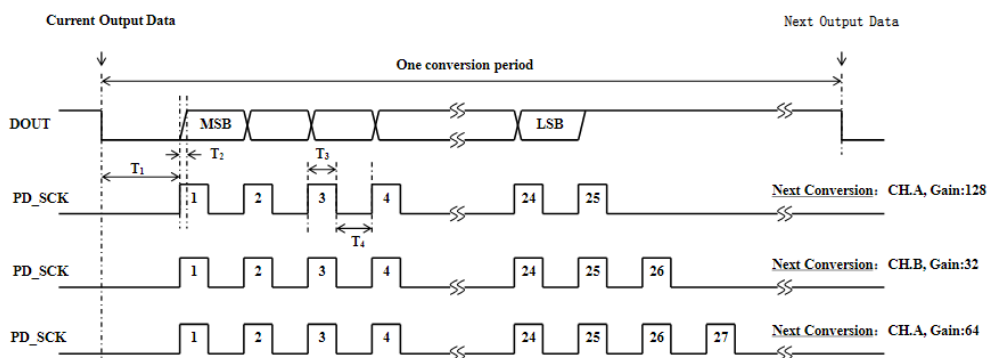 Current Output Data
Next Output Data
One conversion period
DOUT
MSB
LSB
T1
T2
T3
PD_SCK
1
2
3
4
24
25
Next Conversion: CH.A, Gain:128
T4
PD_SCK
1
2
3
4
24
25
26
Next Conversion: CH.B, Gain:32
PD_SCK
1
2
3
4
24
25
26
27
Next Conversion: CH.A, Gain:64